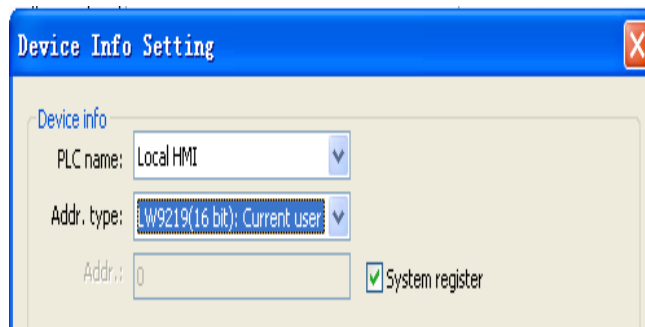 Device Info Setting
Device info
PLC name: Local HMI
Addr. type: LW9219(16 bit): Current user
Addr.: 0 System register